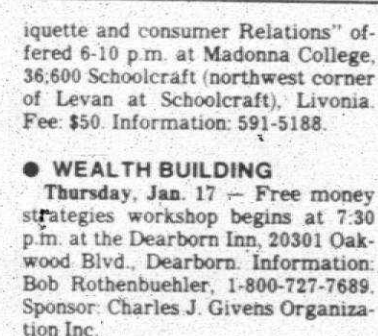 iquette and consumer Relations" of-
fered 6-10 p.m. at Madonna College,
36,600 Schoolcraft (northwest corner
of Levan at Schoolcraft), Livonia.
Fee: $50. Information: 591-5188.
● WEALTH BUILDING
Thursday, Jan. 17 — Free money
strategies workshop begins at 7:30
p.m. at the Dearborn Inn, 20301 Oak-
wood Blvd., Dearborn. Information:
Bob Rothenbuehler, 1-800-727-7689.
Sponsor: Charles J. Givens Organiza-
tion Inc.